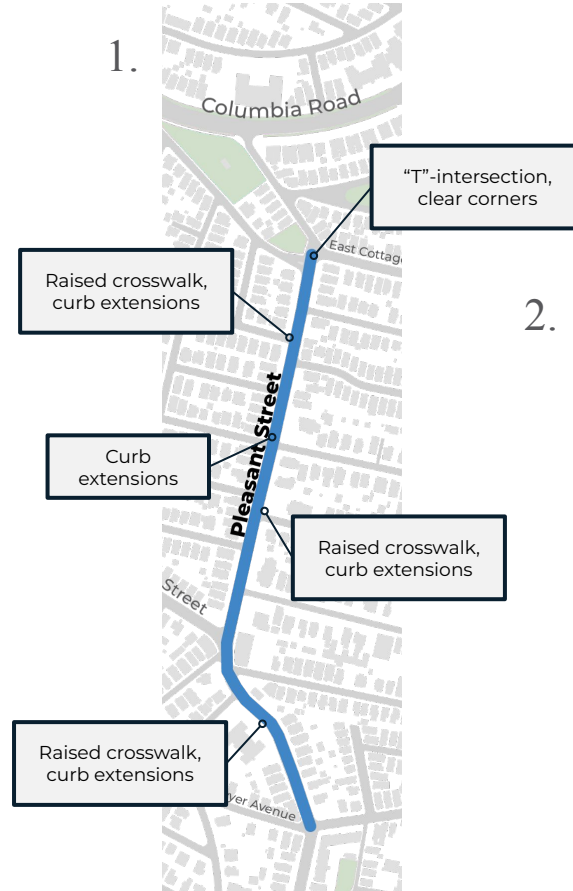 1.
Columbia Road
“T”-intersection,
clear corners
East Cottage
Raised crosswalk,
curb extensions
2.
Pleasant Street
Curb
extensions
Raised crosswalk,
curb extensions
Street
Raised crosswalk,
curb extensions
yer Avenue